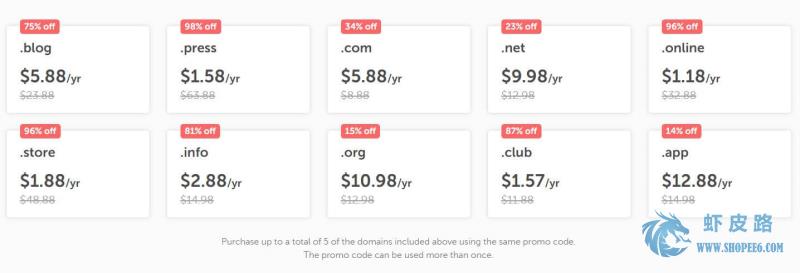 75% off
.blog
$5.88/yr
$23.88
98% off
.press
$1.58/yr
$63.88
34% off
.com
$5.88/yr
$8.88
23% off
.net
$9.98/yr
$12.98
96% off
.online
$1.18/yr
$32.88
96% off
.store
$1.88/yr
$48.88
81% off
.info
$2.88/yr
$14.98
15% off
.org
$10.98/yr
$12.98
87% off
.club
$1.57/yr
$11.88
14% off
.app
$12.88/yr
$14.98
Purchase up to a total of 5 of the domains included above using the same promo code.
The promo code can be used more than once.
虾皮路
WWW.SHOPEE6.COM